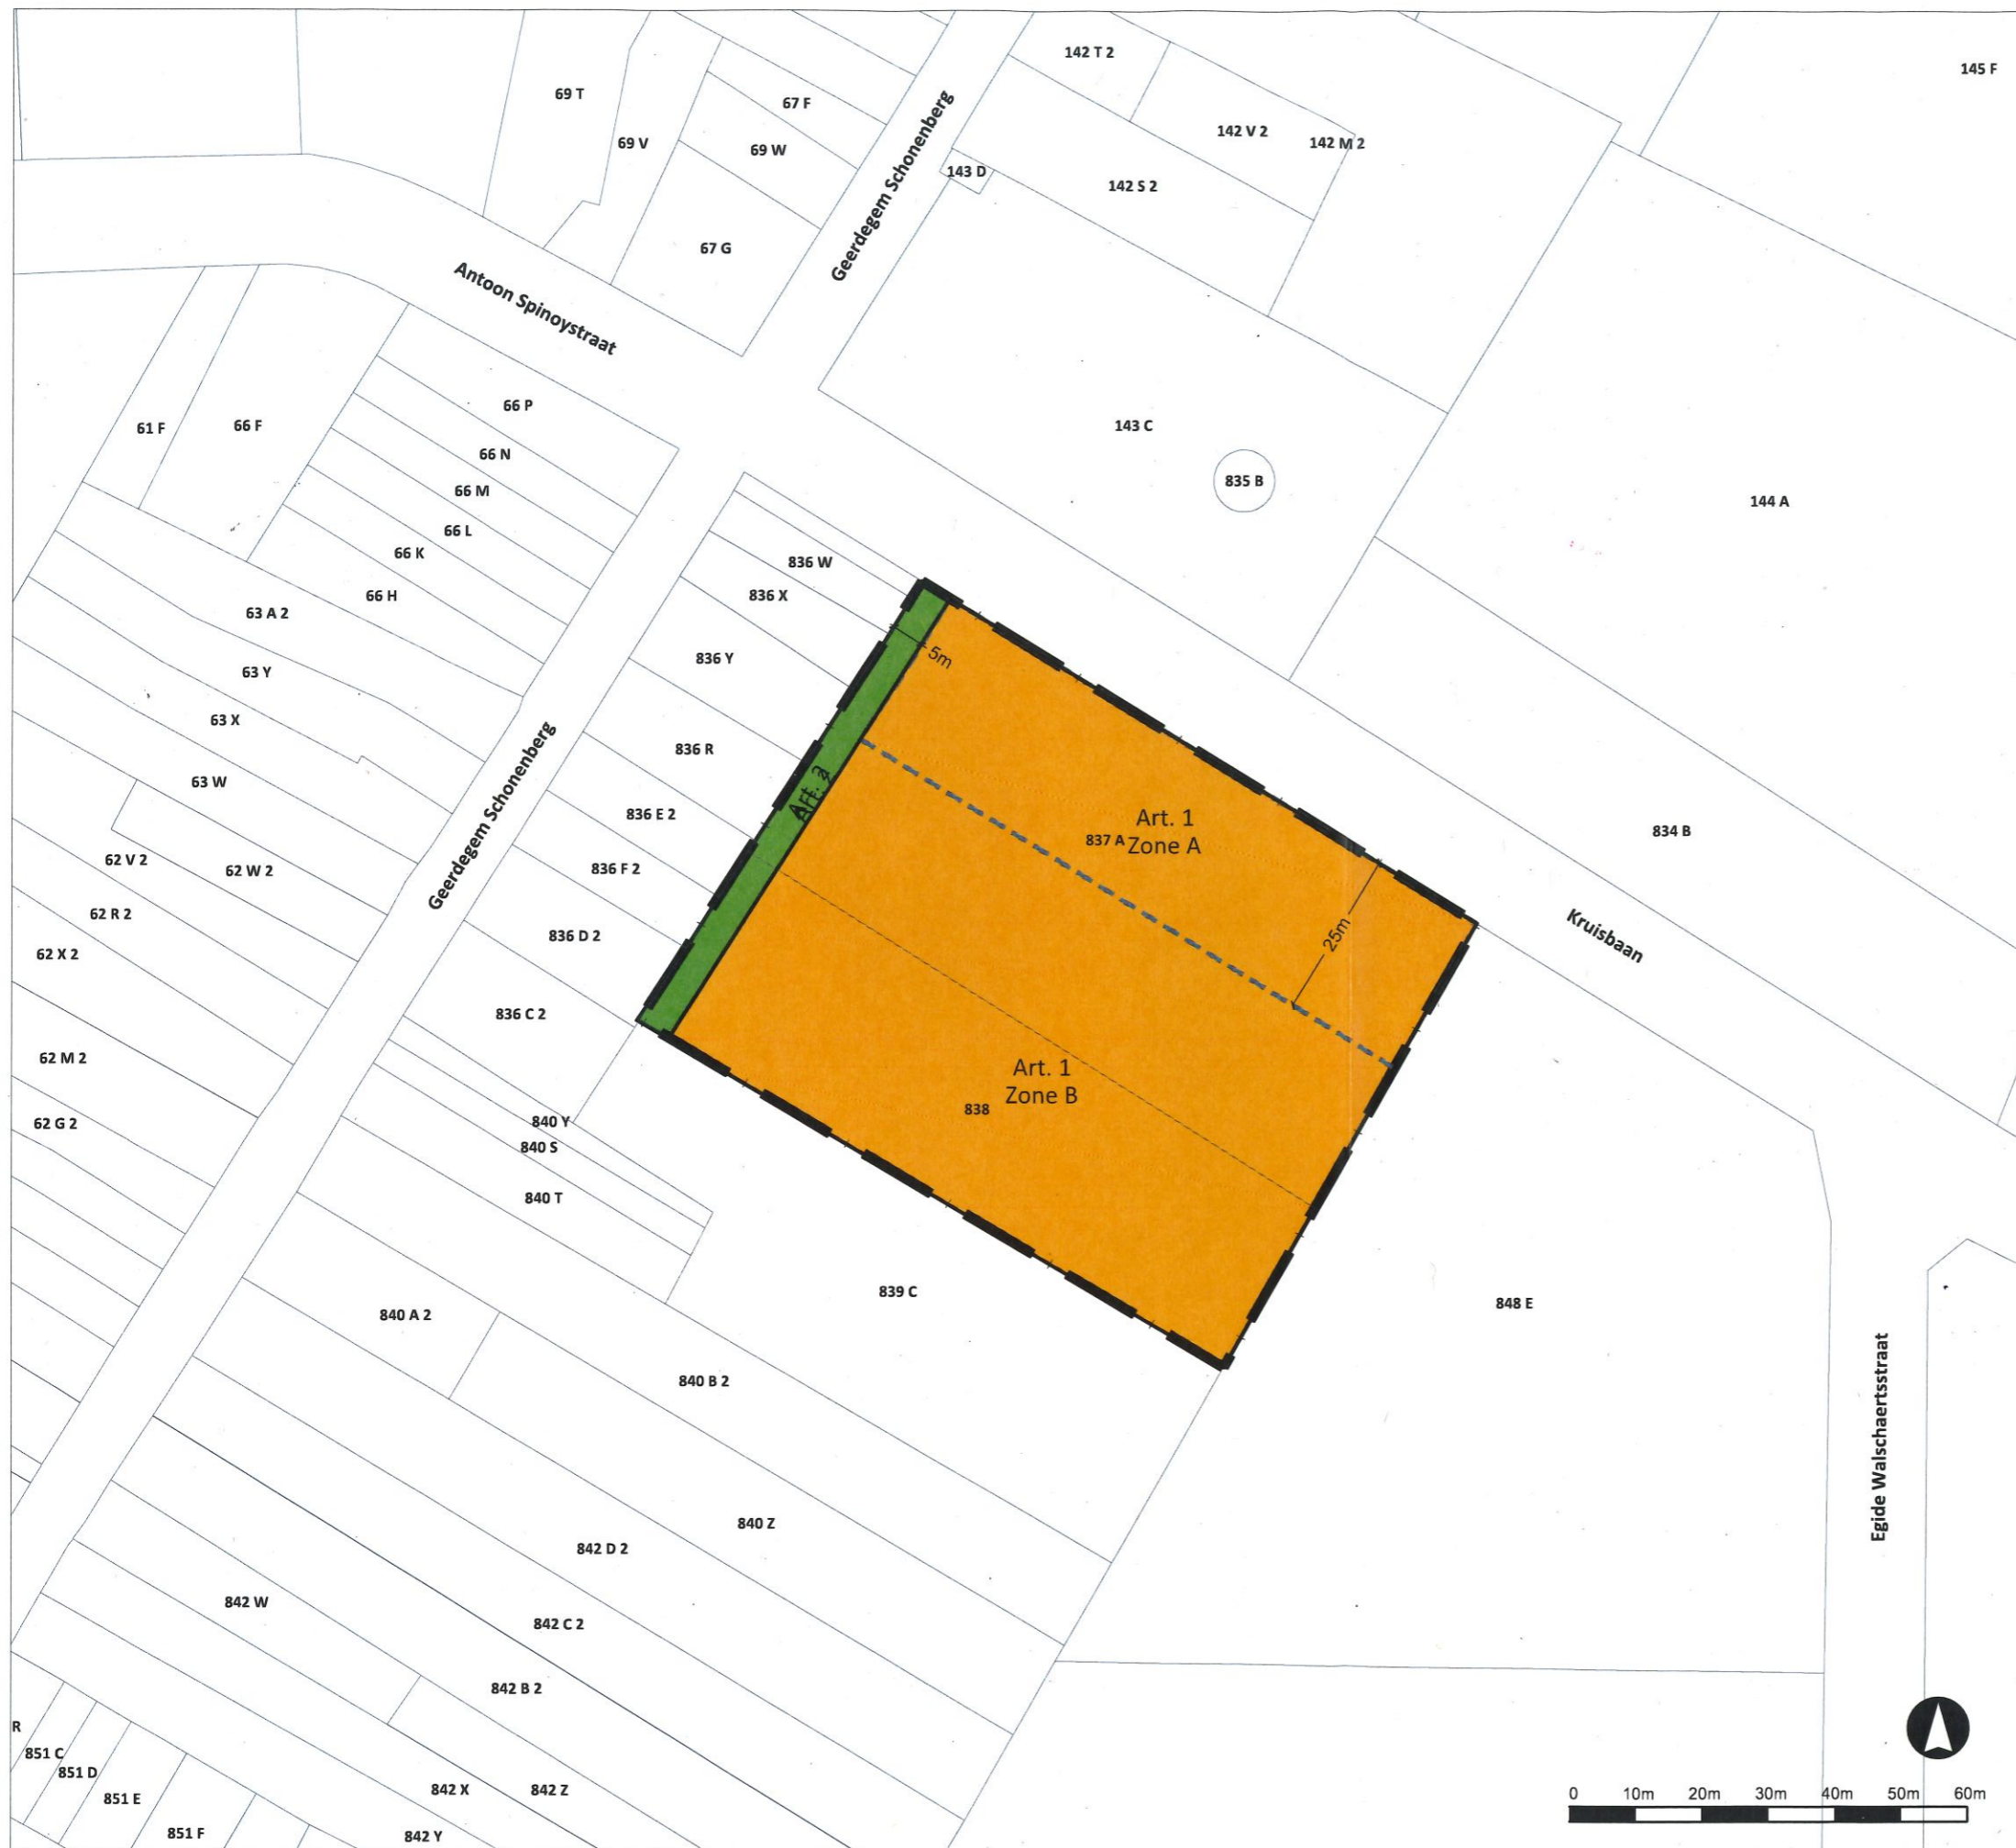 145 F
142 T 2
69 T
67 F
142 V 2
142 M 2
69 V
69 W
143 D
142 S 2
Geerdegem Schonenberg
67 G
Antoon Spinoystraat
66 P
61 F
66 F
143 C
66 N
835 B
66 M
144 A
66 L
66 K
836 W
66 H
836 X
63 A 2
5m
836 Y
63 Y
63 X
836 R
63 W
Art. 2
836 E 2
Geerdegem Schonenberg
Art. 1
Zone A
837 A
834 B
62 V 2
62 W 2
836 F 2
62 R 2
25m
Kruisbaan
836 D 2
62 X 2
836 C 2
62 M 2
Art. 1
Zone B
838
62 G 2
840 Y
840 S
840 T
839 C
848 E
840 A 2
840 B 2
Egide Walschaertsstraat
840 Z
842 D 2
842 W
842 C 2
842 B 2
R
851 C
851 D
842 X
842 Z
851 E
851 F
842 Y
0 10m 20m 30m 40m 50m 60m